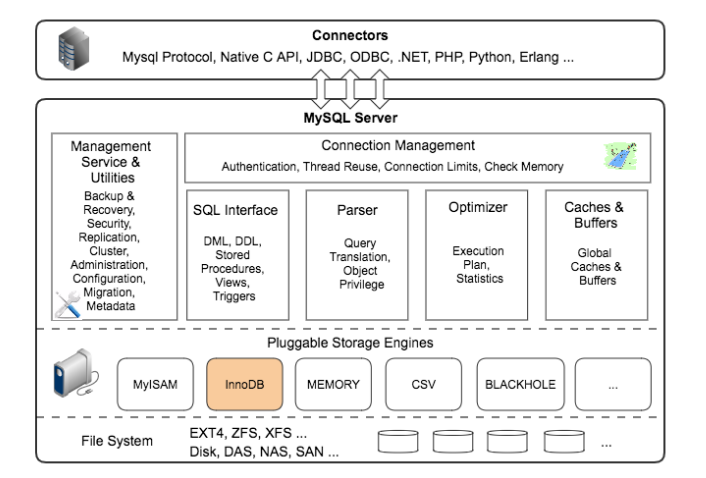 Connectors
Mysql Protocol, Native C API, JDBC, ODBC, .NET, PHP, Python, Erlang ...
MySQL Server
Management
Service &
Utilities
Backup &
Recovery,
Security,
Replication,
Cluster,
Administration,
Configuration,
Migration,
Metadata
Connection Management
Authentication, Thread Reuse, Connection Limits, Check Memory
SQL Interface
DML, DDL,
Stored
Procedures,
Views,
Triggers
Parser
Query
Translation,
Object
Privilege
Optimizer
Execution
Plan,
Statistics
Caches &
Buffers
Global
Caches &
Buffers
Pluggable Storage Engines
MyISAM
InnoDB
MEMORY
CSV
BLACKHOLE
...
File System
EXT4, ZFS, XFS ...
Disk, DAS, NAS, SAN ...
...